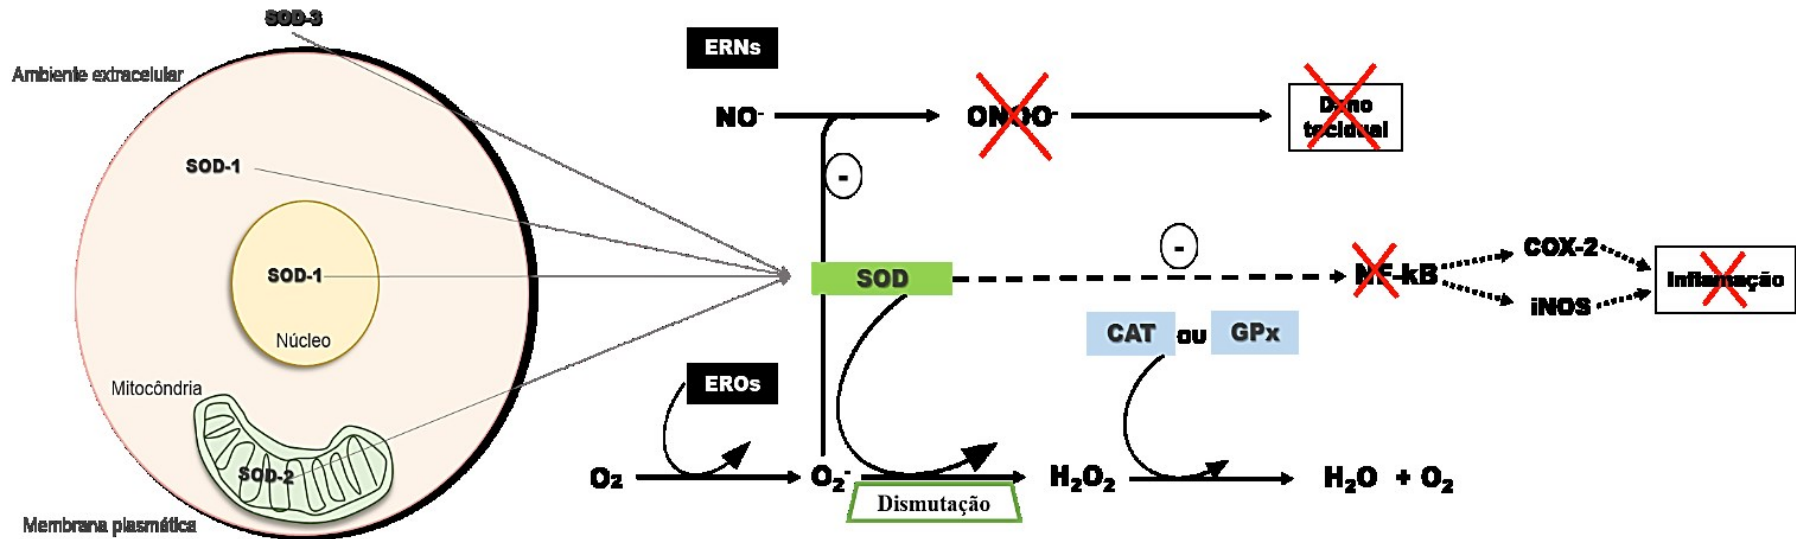 SOD-3
Ambiente extracelular
SOD-1
SOD-1
Núcleo
Mitocôndria
SOD-2
Membrana plasmática
ERNs
NO⁻
ONOO⁻
Dano
tecidual
-
SOD
-
NF-kB
COX-2
iNOS
Inflamação
CAT ou GPx
EROs
O₂
O₂⁻
Dismutação
H₂O₂
H₂O + O₂